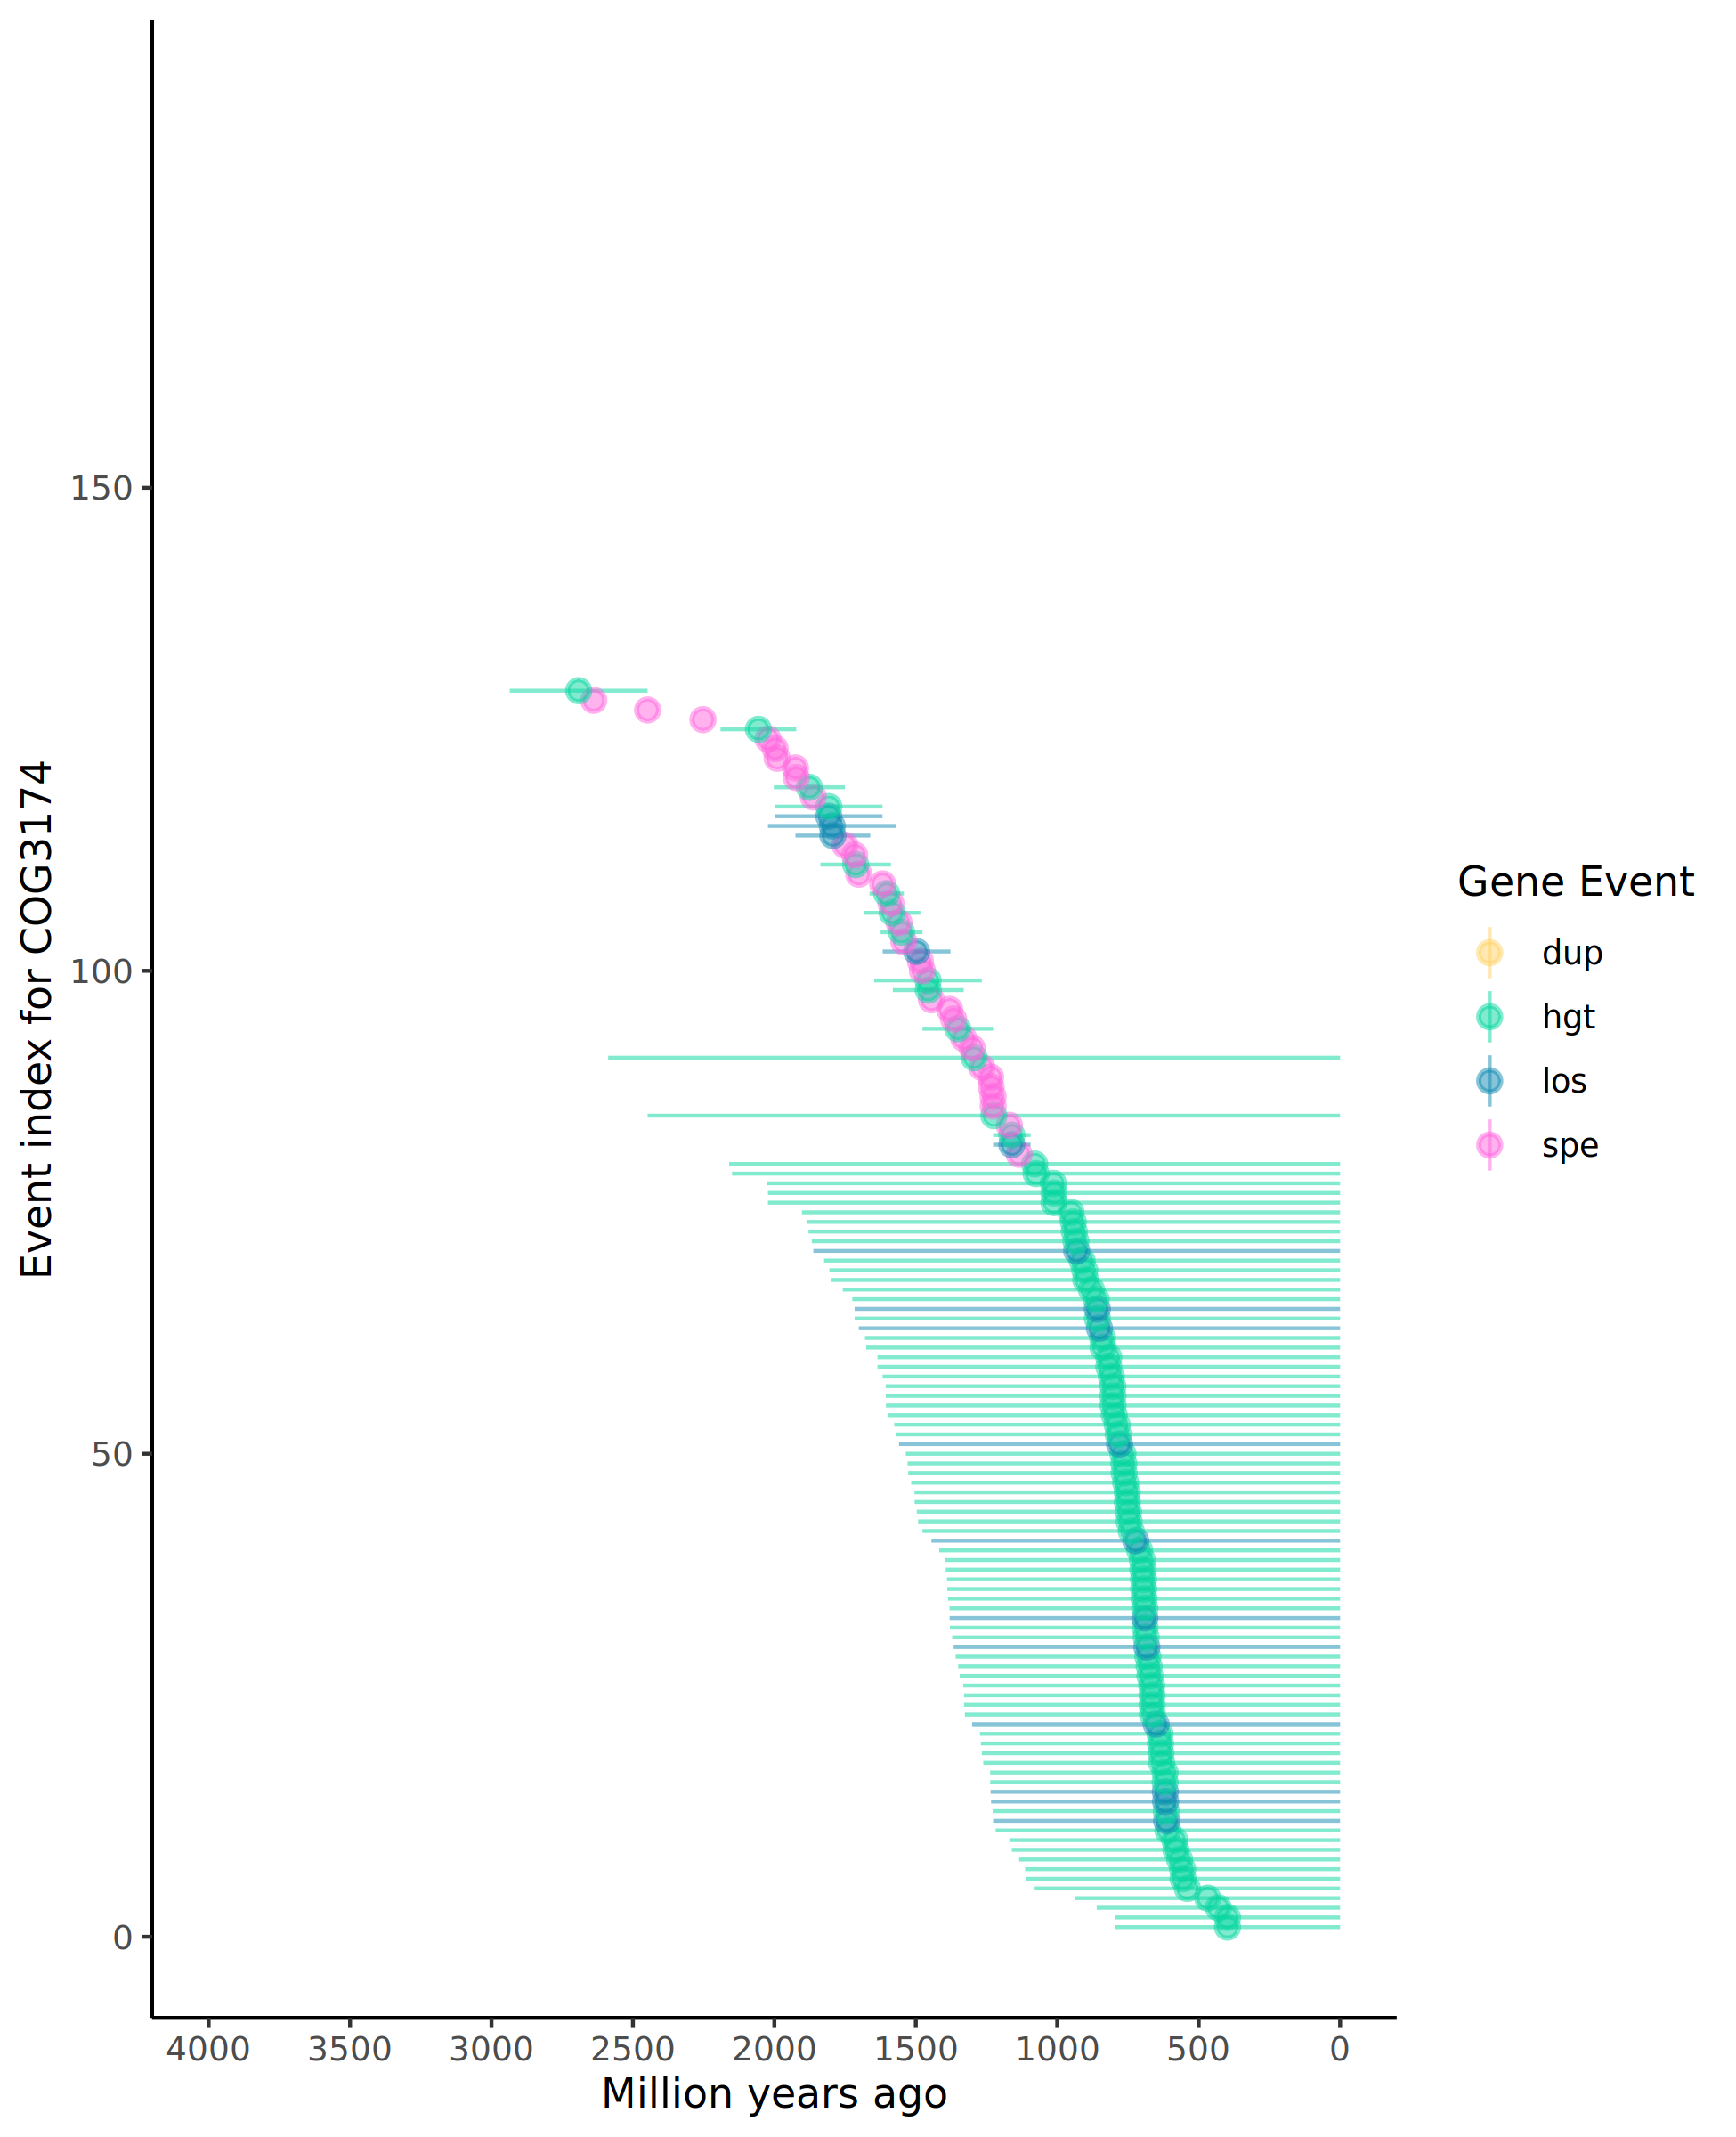 Event index for COG3174
150
100
50
0
4000 3500 3000 2500 2000 1500 1000 500 0
Million years ago
Gene Event
dup
hgt
los
spe